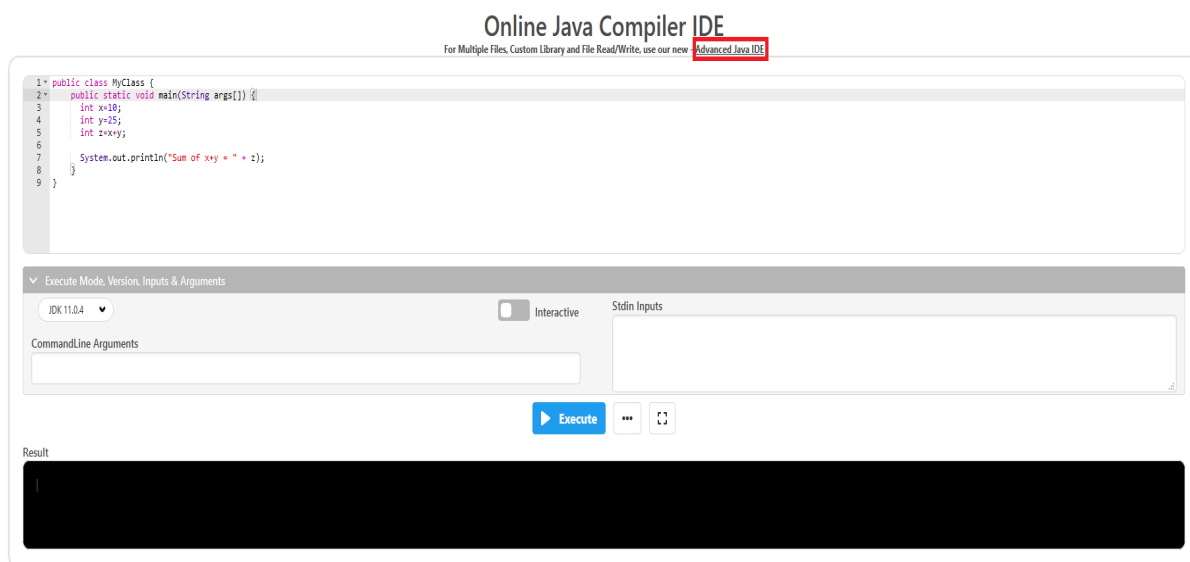 Online Java Compiler IDE
For Multiple Files, Custom Library and File Read/Write, use our new - Advanced Java IDE
1 public class MyClass {
2 public static void main(String args[]) {
3 int x=10;
4 int y=25;
5 int z=x+y;
6
7 System.out.println("Sum of x+y = " + z);
8 }
9 }
Execute Mode, Version, Inputs & Arguments
JDK 11.0.4
Interactive
Stdin Inputs
CommandLine Arguments
Execute
Result